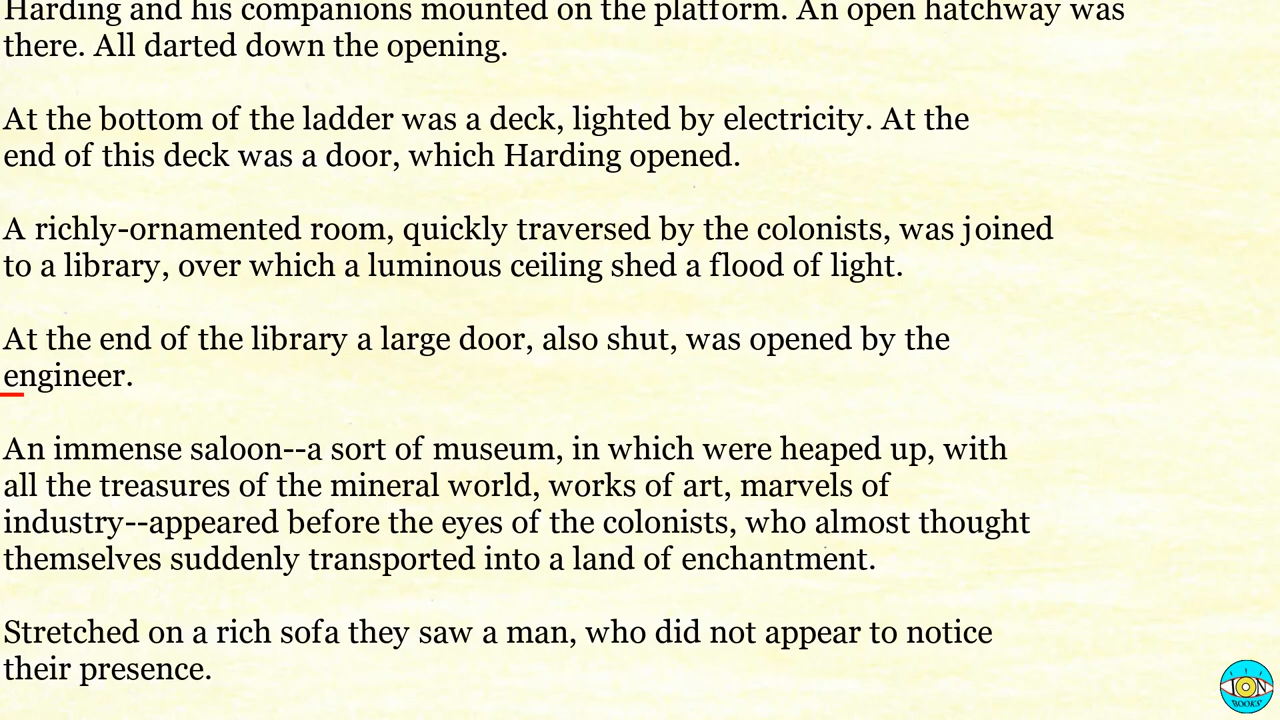 Harding and his companions mounted on the platform. An open hatchway was
there. All darted down the opening.
At the bottom of the ladder was a deck, lighted by electricity. At the
end of this deck was a door, which Harding opened.
A richly-ornamented room, quickly traversed by the colonists, was joined
to a library, over which a luminous ceiling shed a flood of light.
At the end of the library a large door, also shut, was opened by the
engineer.
An immense saloon--a sort of museum, in which were heaped up, with
all the treasures of the mineral world, works of art, marvels of
industry--appeared before the eyes of the colonists, who almost thought
themselves suddenly transported into a land of enchantment.
Stretched on a rich sofa they saw a man, who did not appear to notice
their presence.
ION
BOOKS